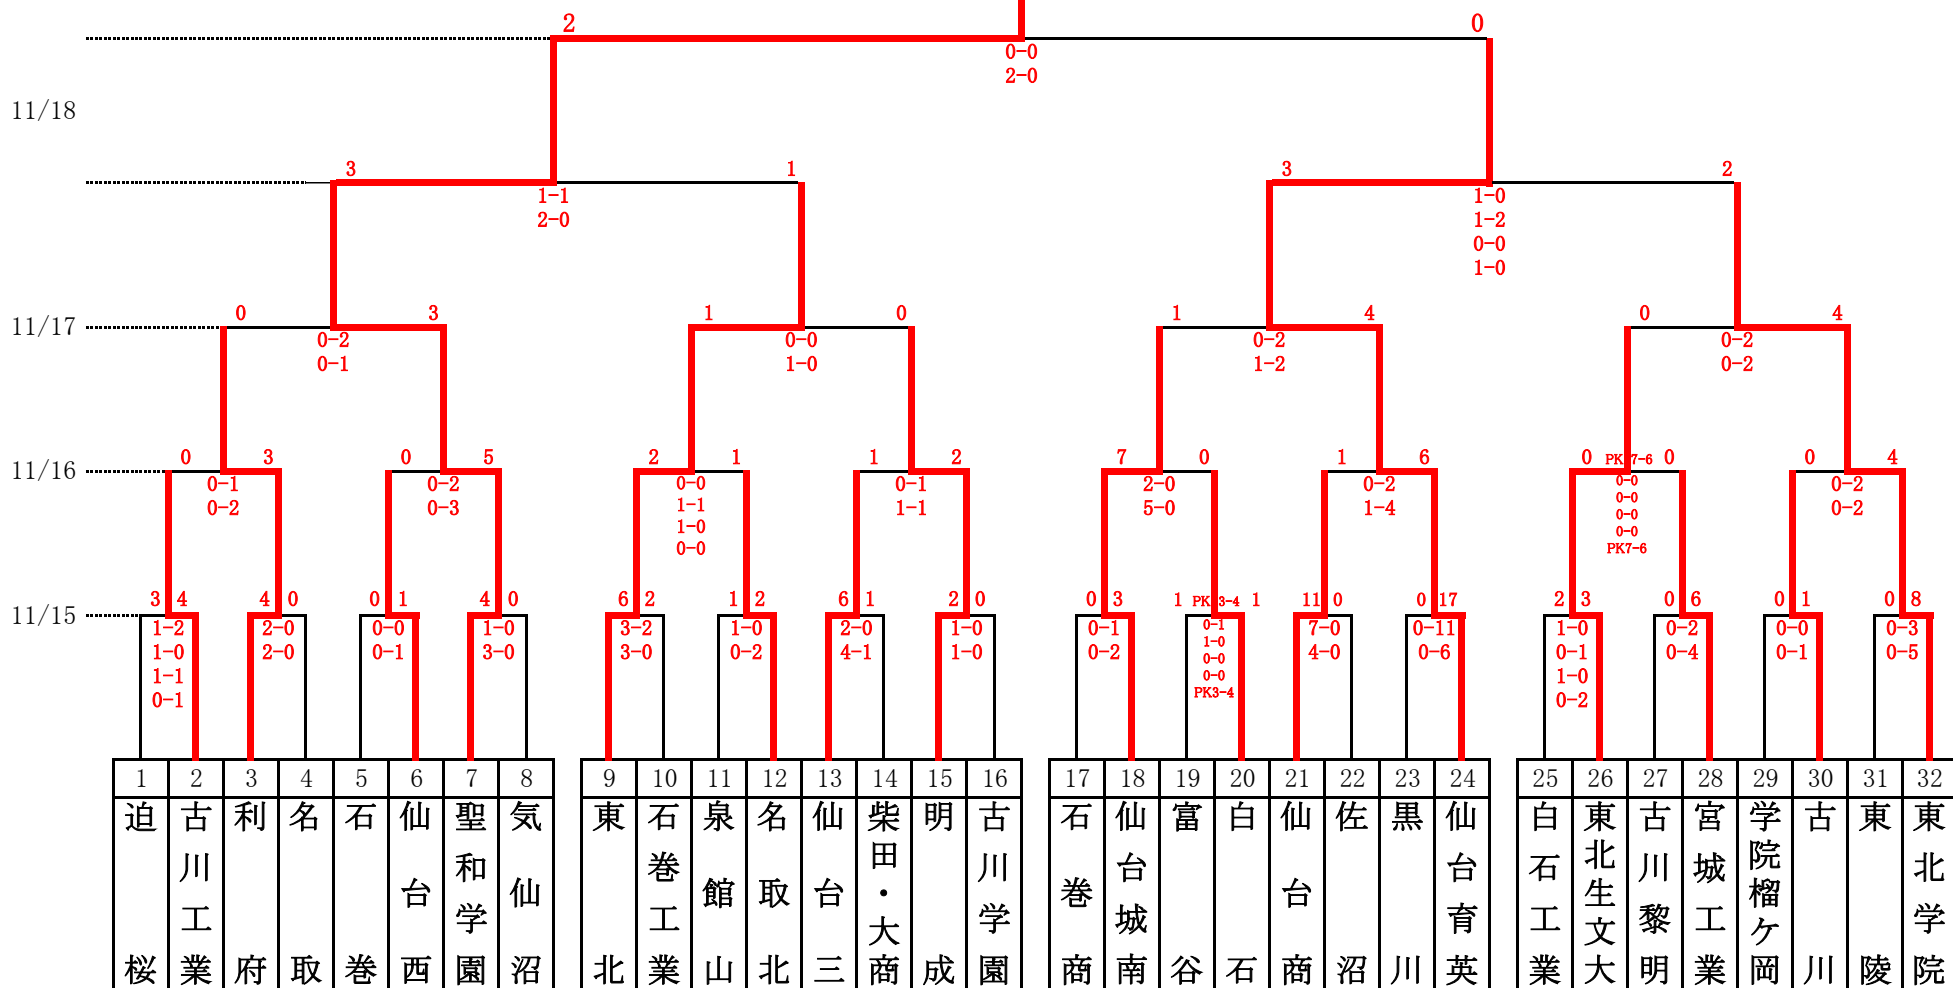 2 0
0-0
2-0
11/18
3 1 3 2
1-1 1-0
2-0 1-2
0-0
1-0
0 3 1 0 1 4 0 4
11/17
0-2 0-0 0-2 0-2
0-1 1-0 1-2 0-2
0 3 0 5 2 1 1 2 7 0 1 6 0 PK7-6 0 0 4
11/16
0-1 0-2 0-0 0-1 2-0 0-2 0-0 0-2
0-2 0-3 1-1 1-1 5-0 1-4 0-0 0-2
1-0 0-0
0-0 0-0
PK7-6
3 4 4 0 0 1 4 0 6 2 1 2 6 1 2 0 0 3 1 PK3-4 1 11 0 0 17 2 3 0 6 0 1 0 8
11/15
1-2 2-0 0-0 1-0 3-2 1-0 2-0 1-0 0-1 0-1 7-0 0-11 1-0 0-2 0-0 0-3
1-0 2-0 0-1 3-0 3-0 0-2 4-1 1-0 0-2 1-0 4-0 0-6 0-1 0-4 0-1 0-5
1-1 0-0 1-0
0-1 0-0 0-2
PK3-4
1 2 3 4 5 6 7 8 9 10 11 12 13 14 15 16 17 18 19 20 21 22 23 24 25 26 27 28 29 30 31 32
迫桜
古川工業
利府
名取
石巻
仙台西
聖和学園
気仙沼
東北
石巻工業
泉館山
名取北
仙台三
柴田・大商
明成
古川学園
石巻商
仙台城南
富谷
白石
仙台商
佐沼
黒川
仙台育英
白石工業
東北生文大
古川黎明
宮城工業
学院榴ケ岡
古川
東陵
東北学院